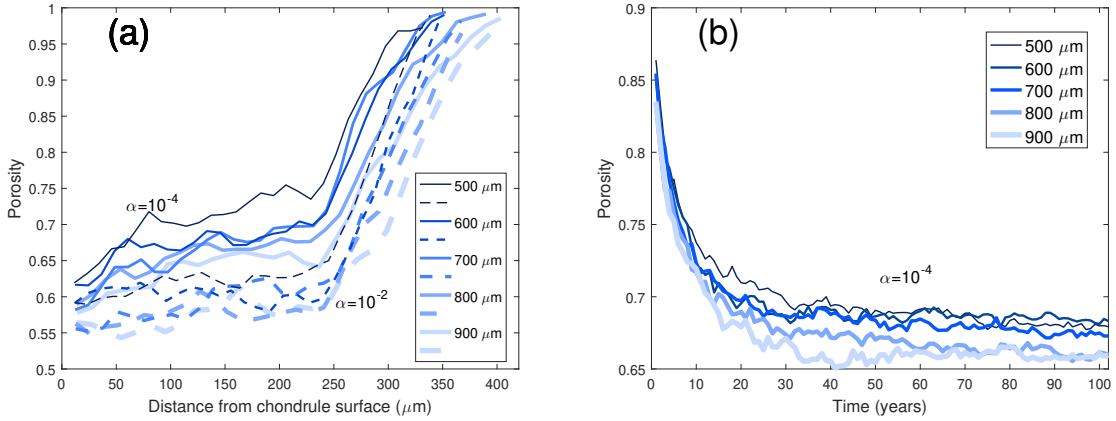 (a)
1
0.95
0.9
0.85
0.8
0.75
0.7
0.65
0.6
0.55
0.5
Porosity
α=10⁻⁴
α=10⁻²
500 μm
600 μm
700 μm
800 μm
900 μm
0 50 100 150 200 250 300 350 400
Distance from chondrule surface (μm)
(b)
0.9
0.85
0.8
0.75
0.7
0.65
Porosity
500 μm
600 μm
700 μm
800 μm
900 μm
α=10⁻⁴
0 10 20 30 40 50 60 70 80 90 100
Time (years)